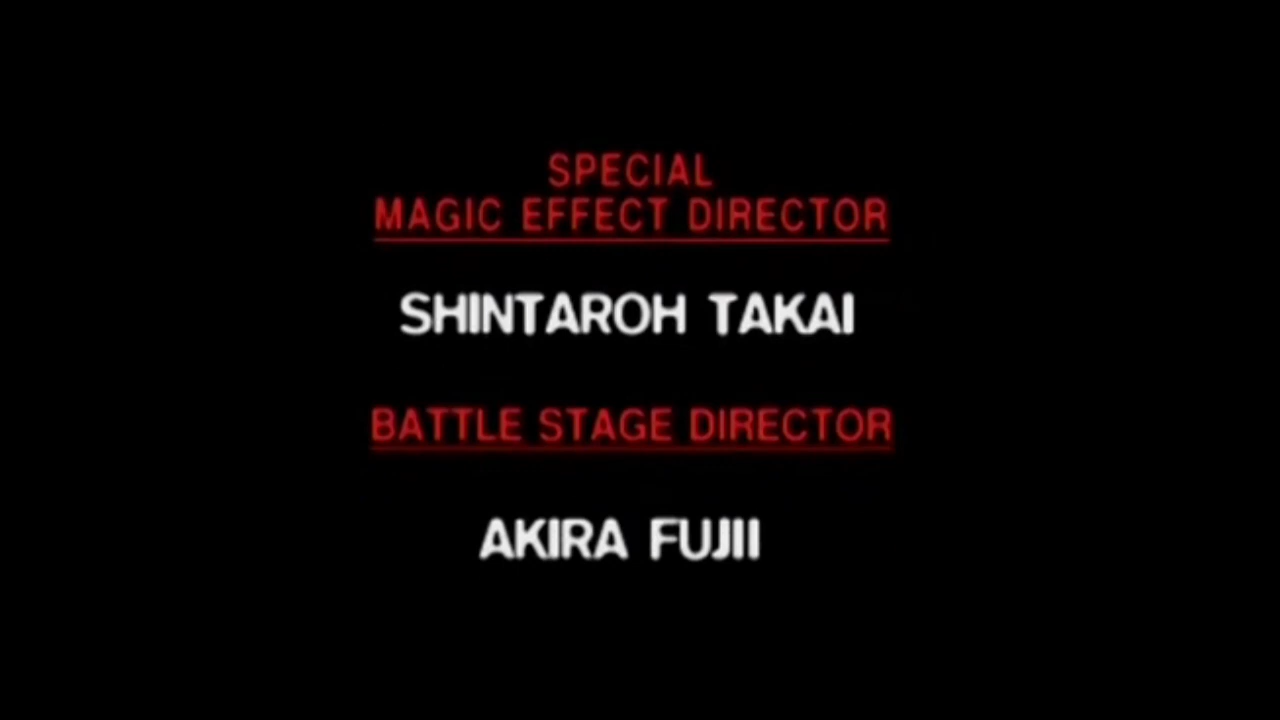 SPECIAL
MAGIC EFFECT DIRECTOR
SHINTAROH TAKAI
BATTLE STAGE DIRECTOR
AKIRA FUJII